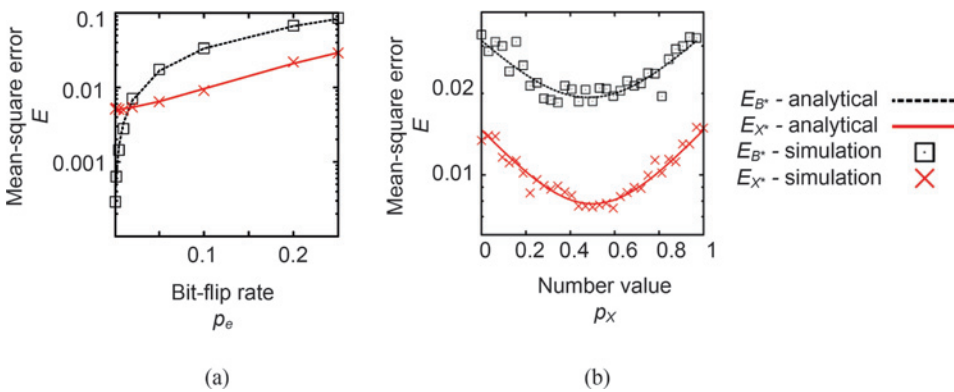 Mean-square error
E
0.1
0.01
0.001
0.1
0.2
Bit-flip rate
pe
(a)
Mean-square error
E
0.02
0.01
0
0.2
0.4
0.6
0.8
1
Number value
pX
(b)
EB* - analytical
EX* - analytical
EB* - simulation
EX* - simulation